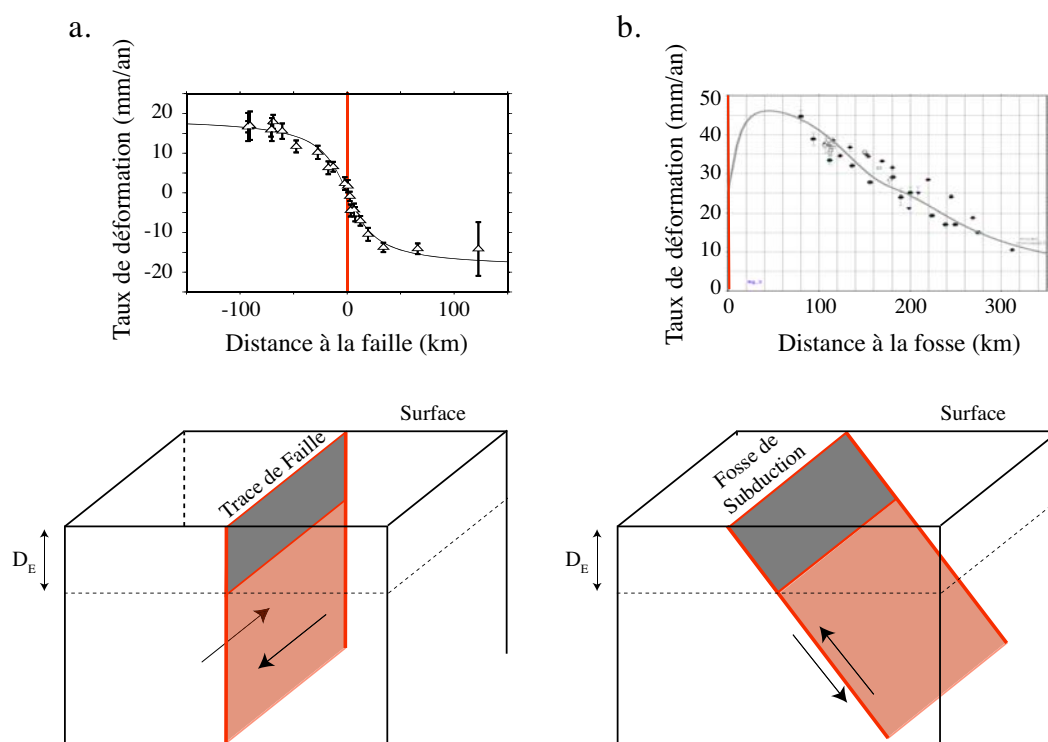 a.
Taux de déformation (mm/an)
20
10
0
-10
-20
-100
0
100
Distance à la faille (km)
b.
Taux de déformation (mm/an)
50
40
30
20
10
0
0
100
200
300
Distance à la fosse (km)
Surface
Trace de Faille
D_E
Surface
Fosse de
Subduction
D_E